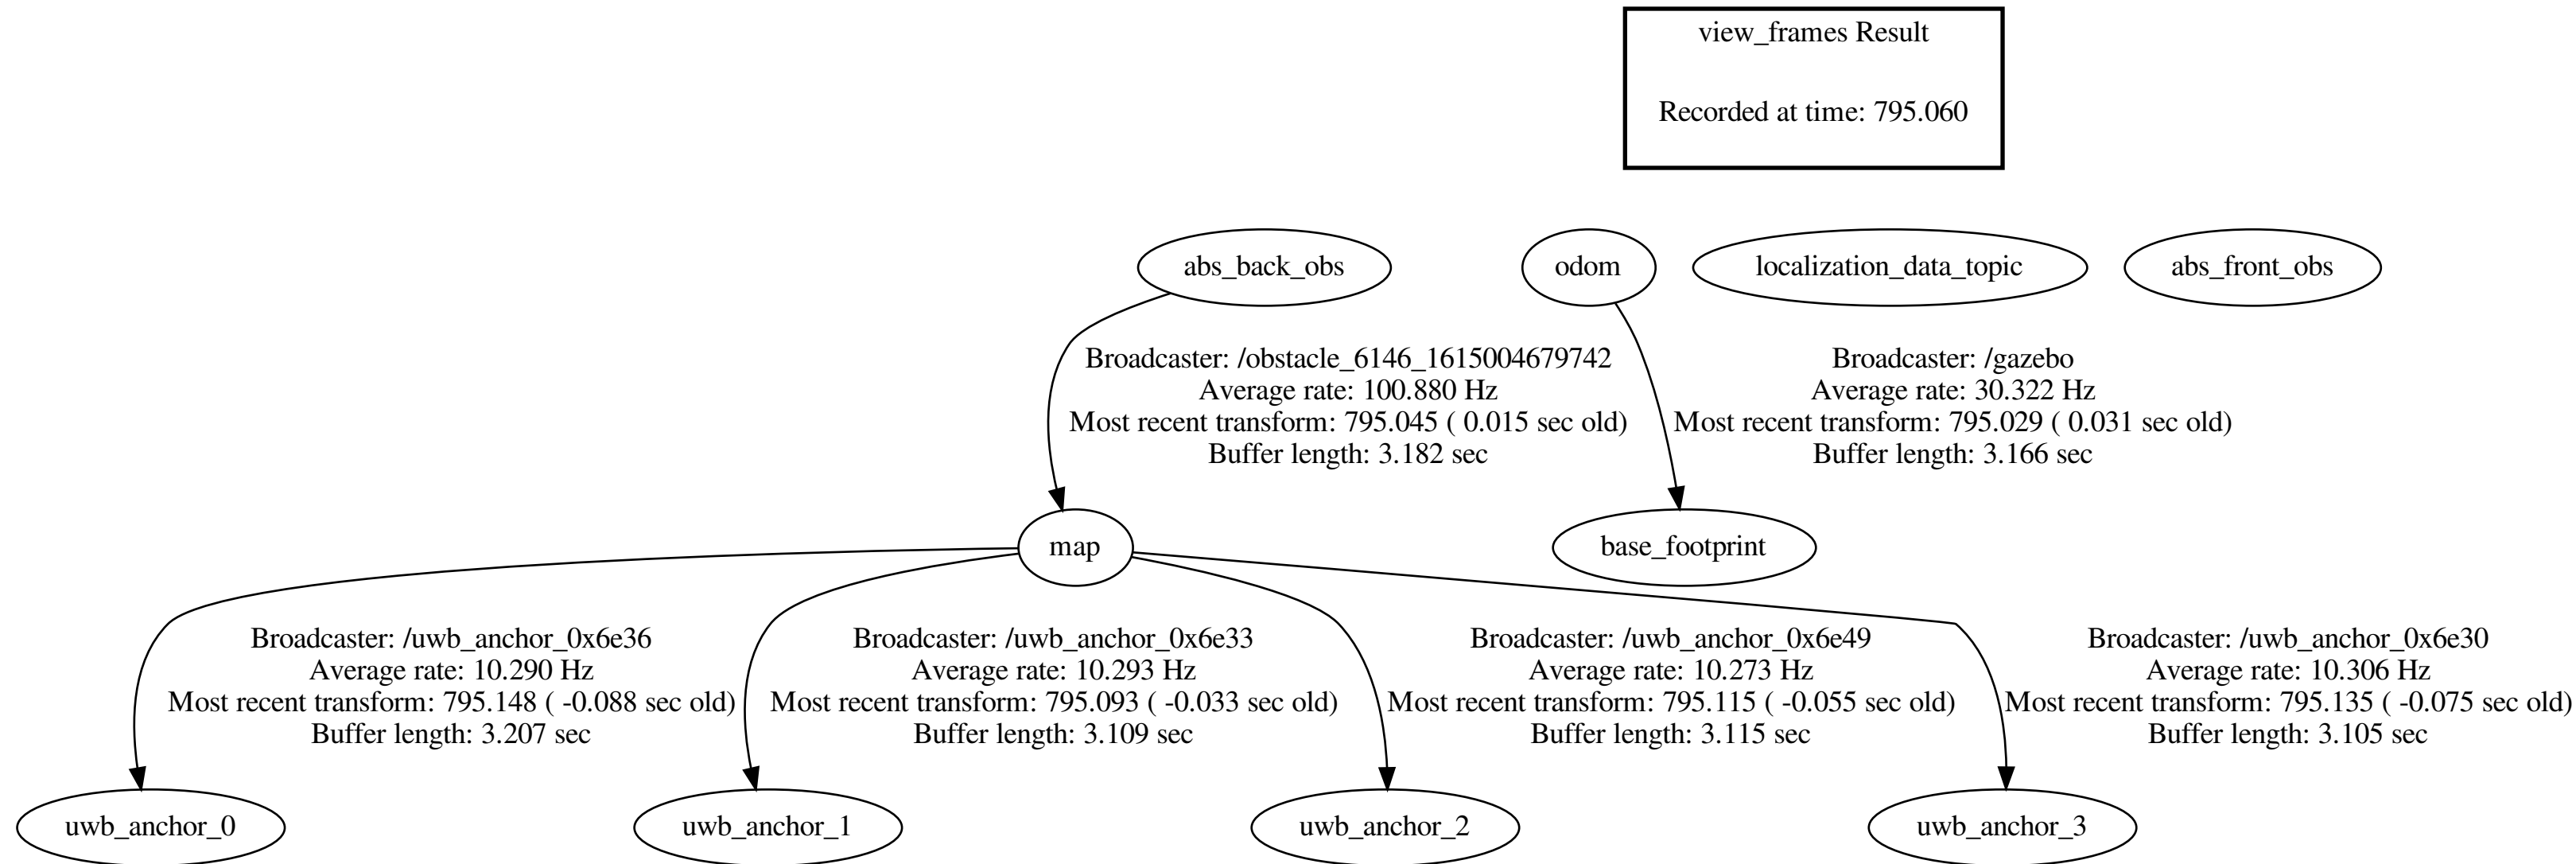 view_frames Result
Recorded at time: 795.060
abs_back_obs
odom
localization_data_topic
abs_front_obs
Broadcaster: /obstacle_6146_1615004679742
Average rate: 100.880 Hz
Most recent transform: 795.045 ( 0.015 sec old)
Buffer length: 3.182 sec
Broadcaster: /gazebo
Average rate: 30.322 Hz
Most recent transform: 795.029 ( 0.031 sec old)
Buffer length: 3.166 sec
map
base_footprint
Broadcaster: /uwb_anchor_0x6e36
Average rate: 10.290 Hz
Most recent transform: 795.148 ( -0.088 sec old)
Buffer length: 3.207 sec
Broadcaster: /uwb_anchor_0x6e33
Average rate: 10.293 Hz
Most recent transform: 795.093 ( -0.033 sec old)
Buffer length: 3.109 sec
Broadcaster: /uwb_anchor_0x6e49
Average rate: 10.273 Hz
Most recent transform: 795.115 ( -0.055 sec old)
Buffer length: 3.115 sec
Broadcaster: /uwb_anchor_0x6e30
Average rate: 10.306 Hz
Most recent transform: 795.135 ( -0.075 sec old)
Buffer length: 3.105 sec
uwb_anchor_0
uwb_anchor_1
uwb_anchor_2
uwb_anchor_3